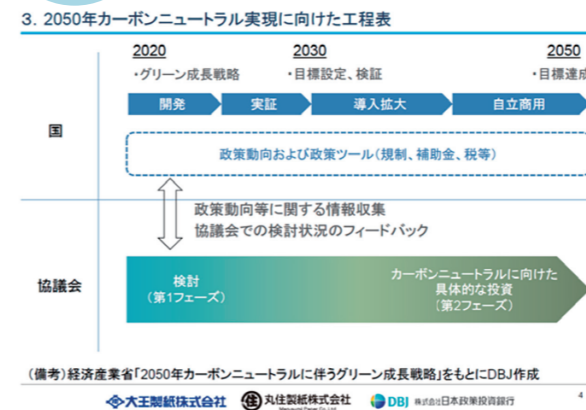 3. 2050年カーボンニュートラル実現に向けた工程表
2020 2030 2050
・グリーン成長戦略 ・目標設定、検証 ・目標達成
開発 実証 導入拡大 自立商用
国
政策動向および政策ツール（規制、補助金、税等）
政策動向等に関する情報収集
協議会での検討状況のフィードバック
協議会
検討
（第1フェーズ）
カーボンニュートラルに向けた
具体的な投資
（第2フェーズ）
（備考）経済産業省「2050年カーボンニュートラルに伴うグリーン成長戦略」をもとにDBJ作成
大王製紙株式会社 丸住製紙株式会社 DBJ 株式会社日本政策投資銀行
4